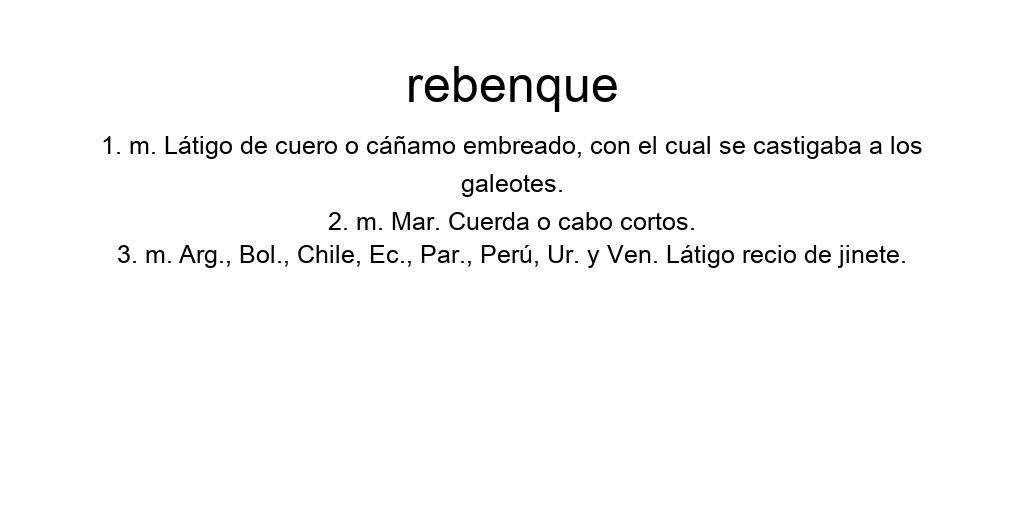 rebenque
1. m. Látigo de cuero o cáñamo embreado, con el cual se castigaba a los
galeotes.
2. m. Mar. Cuerda o cabo cortos.
3. m. Arg., Bol., Chile, Ec., Par., Perú, Ur. y Ven. Látigo recio de jinete.